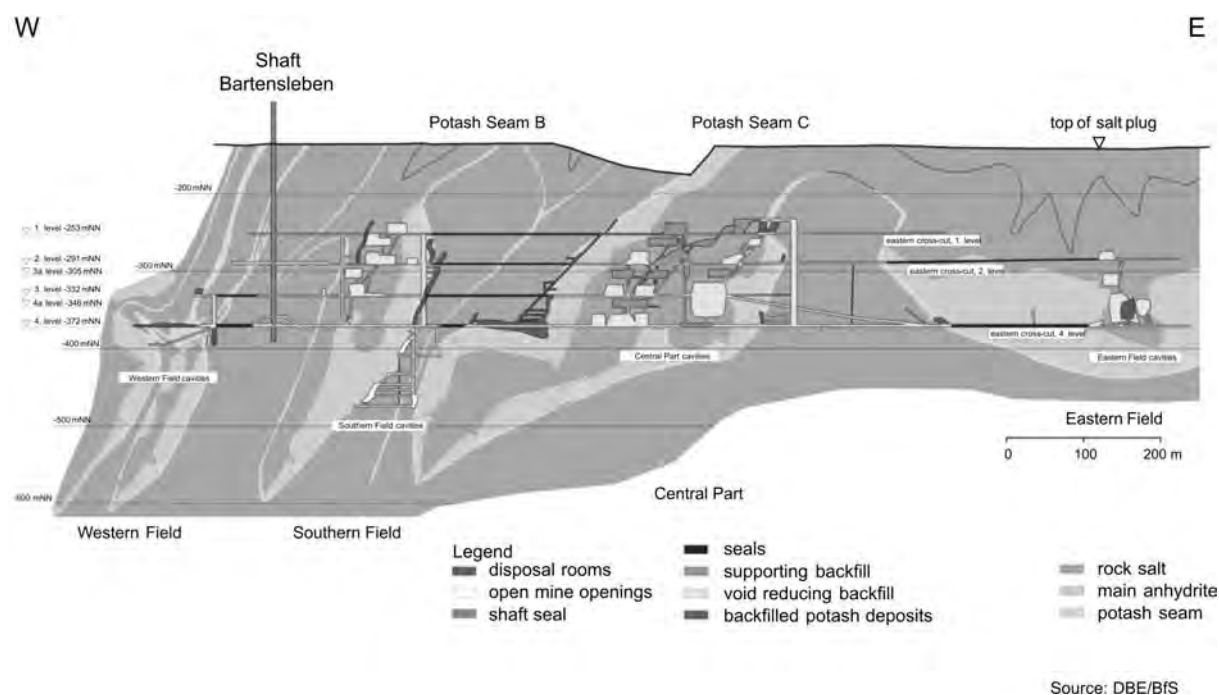 W
E
Shaft
Bartensleben
Potash Seam B
Potash Seam C
top of salt plug
-200 mNN
1. level -253 mNN
eastern cross-cut, 1. level
2. level -291 mNN
-300 mNN
3a level -305 mNN
eastern cross-cut, 2. level
3. level -332 mNN
4a level -346 mNN
4. level -372 mNN
eastern cross-cut, 4. level
-400 mNN
Central Part cavities
Eastern Field cavities
Western Field cavities
-500 mNN
Southern Field cavities
Eastern Field
0 100 200 m
-600 mNN
Central Part
Western Field
Southern Field
Legend
disposal rooms
open mine openings
shaft seal
seals
supporting backfill
void reducing backfill
backfilled potash deposits
rock salt
main anhydrite
potash seam
Source: DBE/BfS